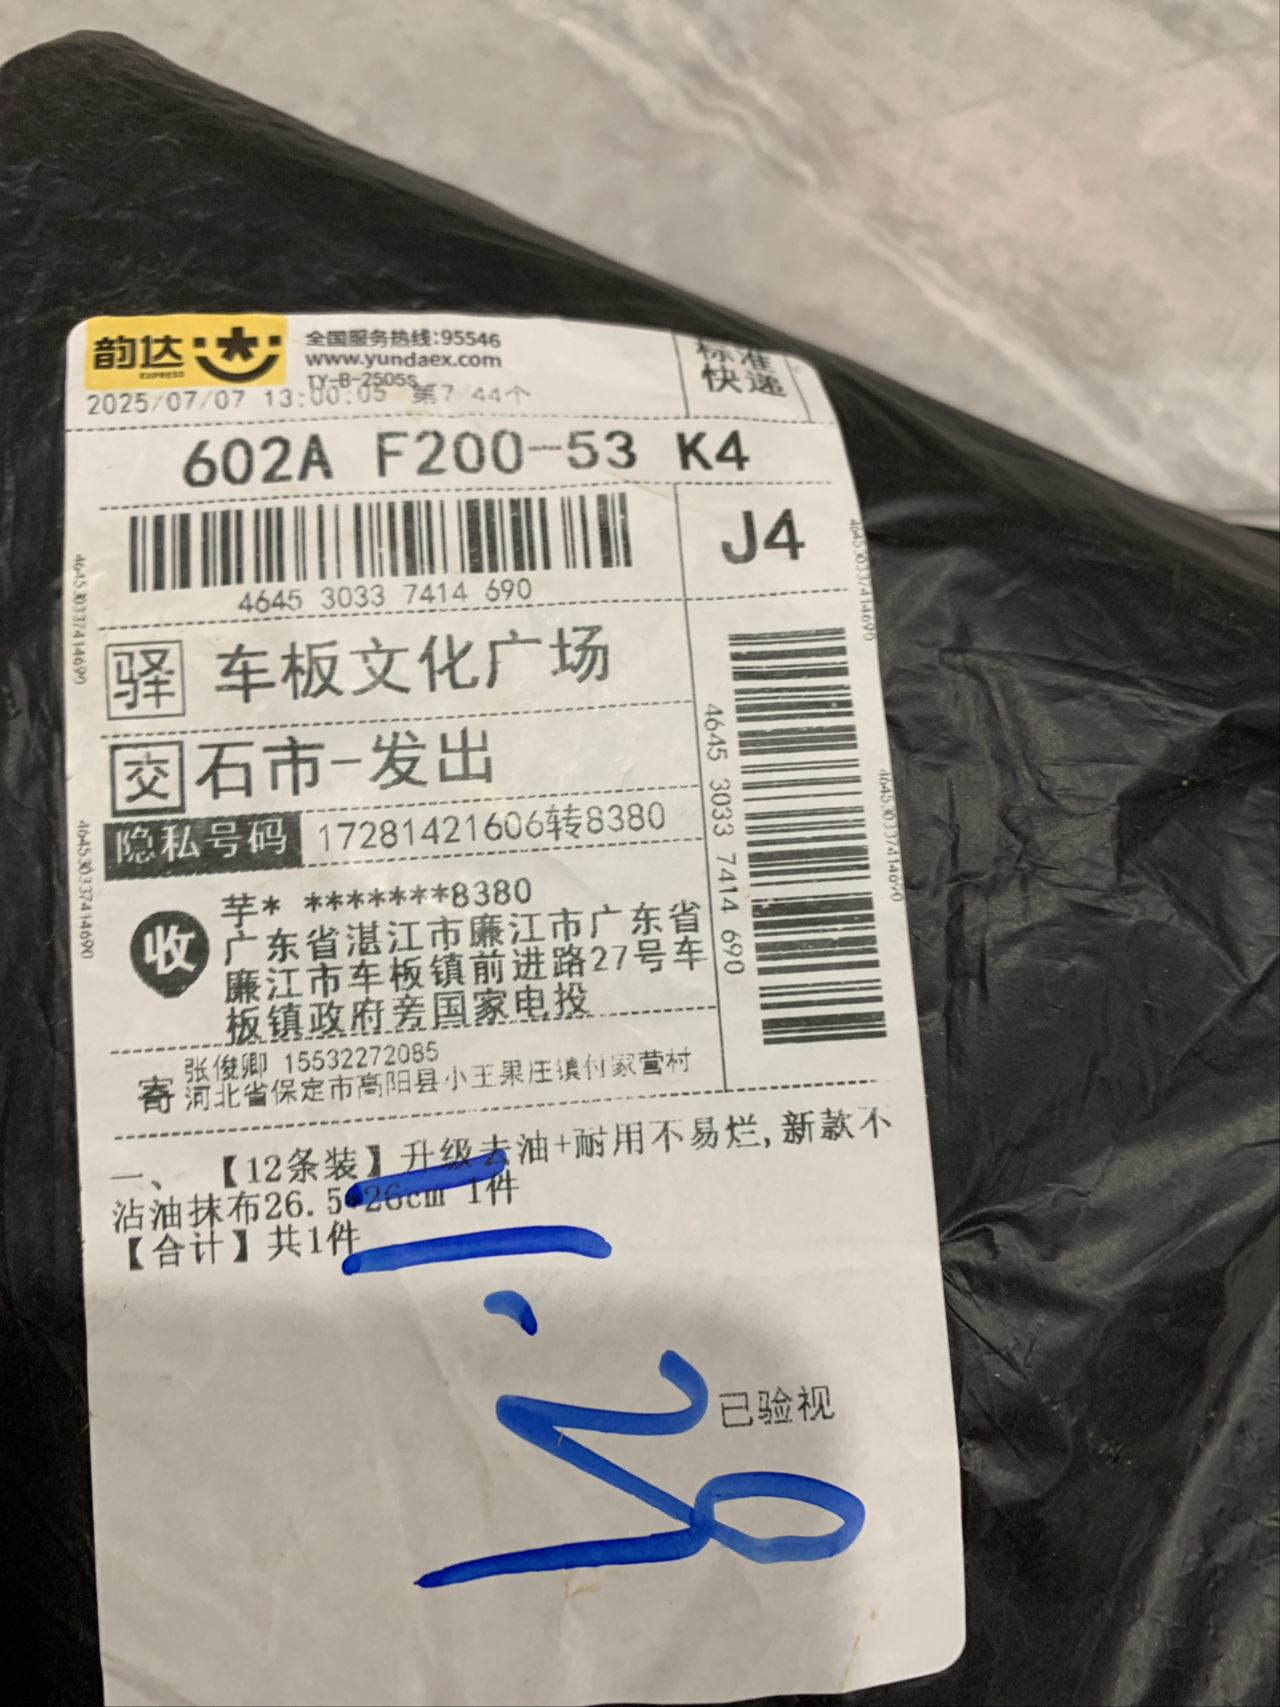 韵达
EXPRESS
全国服务热线:95546
www.yundaex.com
TY-B-2505S
2025/07/07 13:00:05 第7/44个
标准
快递
602A F200-53 K4
4645 3033 7414 690
J4
驿 车板文化广场
交 石市-发出
隐私号码 17281421606转8380
4645 3033 7414 690
464530337414690
464530337414690
464530337414690
464530337414690
收
芋* *******8380
广东省湛江市廉江市广东省
廉江市车板镇前进路27号车
板镇政府旁国家电投
寄
张俊卿 15532272085
河北省保定市高阳县小王果庄镇付家营村
一、 【12条装】升级去油+耐用不易烂,新款不
沾油抹布26.5*26cm 1件
【合计】共1件
已验视